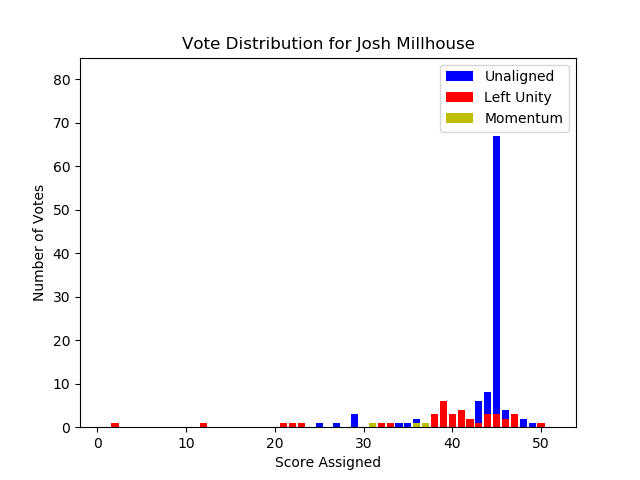 Vote Distribution for Josh Millhouse
Unaligned
Left Unity
Momentum
80
70
60
50
40
30
20
10
0
Number of Votes
0 10 20 30 40 50
Score Assigned